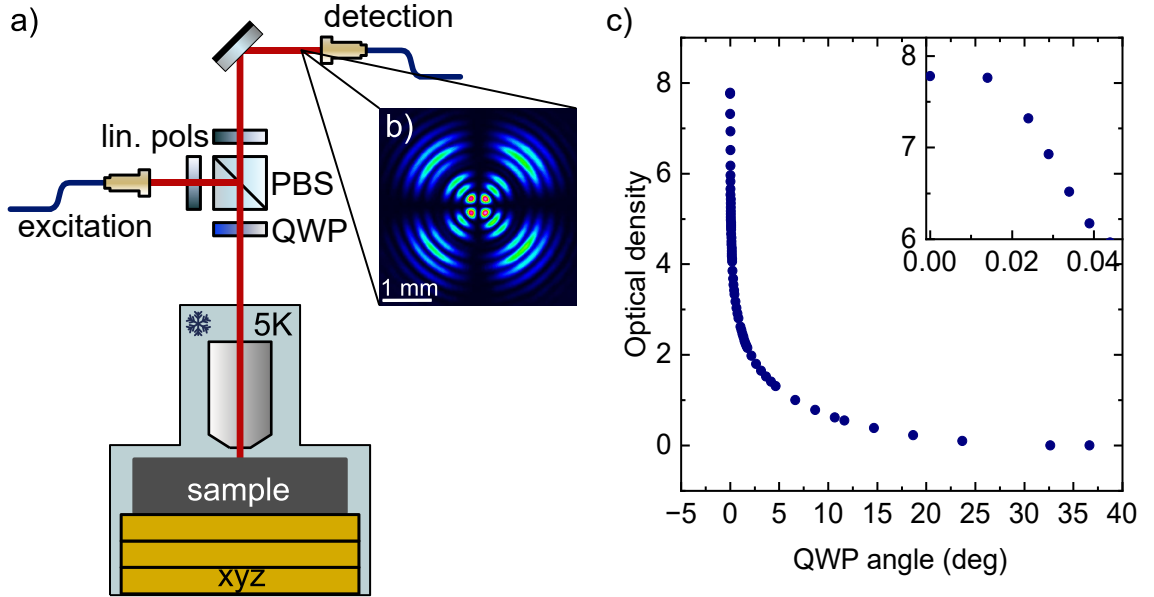 a)
detection
lin. pols
PBS
excitation
QWP
b)
1 mm
5K
sample
xyz
c)
Optical density
8
6
4
2
0
−5 0 5 10 15 20 25 30 35 40
QWP angle (deg)
8
7
6
0.00 0.02 0.04